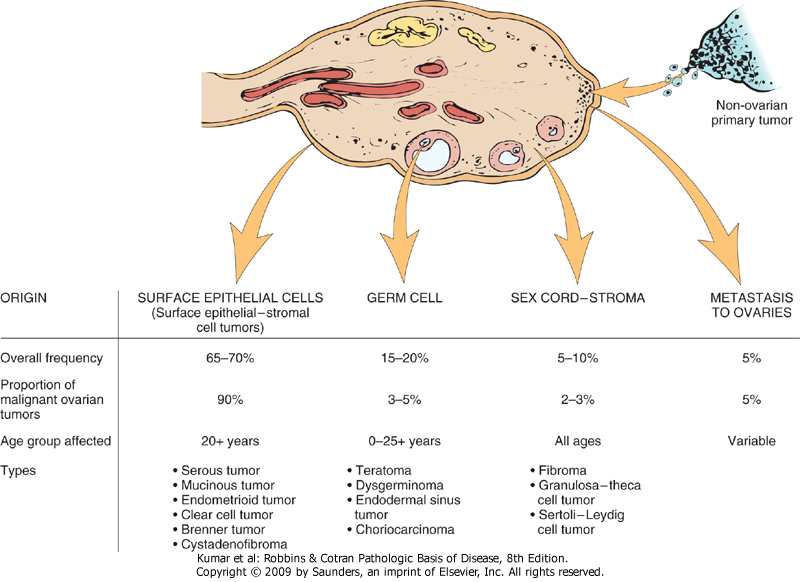 Non-ovarian
primary tumor
ORIGIN
SURFACE EPITHELIAL CELLS
(Surface epithelial–stromal
cell tumors)
GERM CELL
SEX CORD–STROMA
METASTASIS
TO OVARIES
Overall frequency
65–70%
15–20%
5–10%
5%
Proportion of
malignant ovarian
tumors
90%
3–5%
2–3%
5%
Age group affected
20+ years
0–25+ years
All ages
Variable
Types
• Serous tumor
• Mucinous tumor
• Endometrioid tumor
• Clear cell tumor
• Brenner tumor
• Cystadenofibroma
• Teratoma
• Dysgerminoma
• Endodermal sinus
tumor
• Choriocarcinoma
• Fibroma
• Granulosa–theca
cell tumor
• Sertoli–Leydig
cell tumor
Kumar et al: Robbins & Cotran Pathologic Basis of Disease, 8th Edition.
Copyright © 2009 by Saunders, an imprint of Elsevier, Inc. All rights reserved.